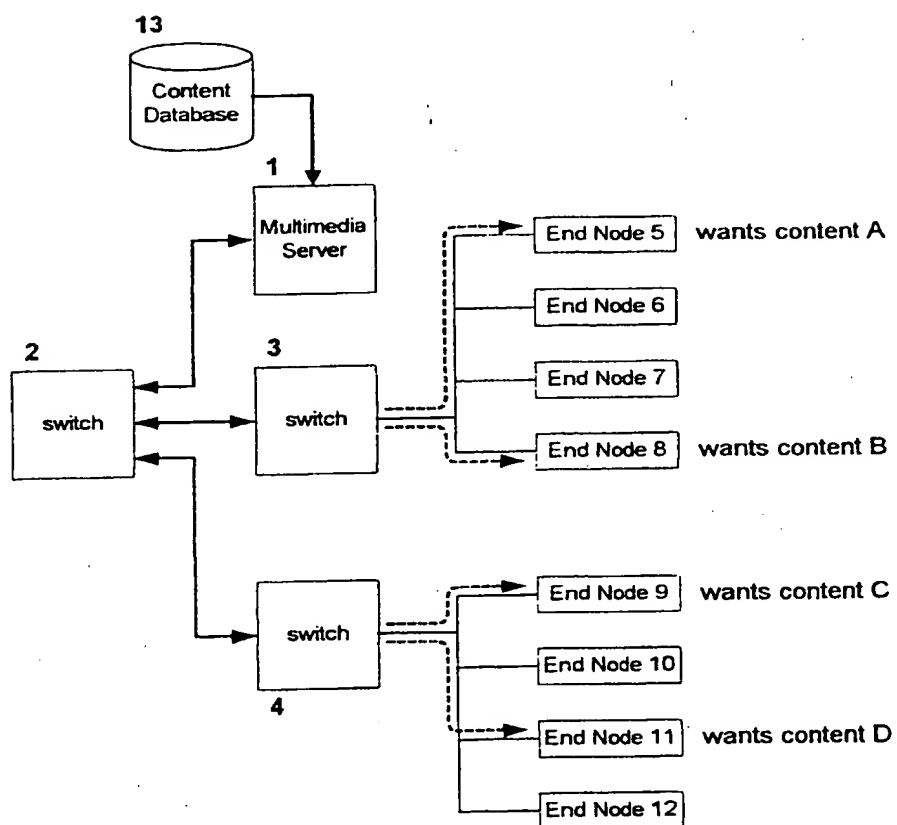 13
Content
Database
1
Multimedia
Server
End Node 5 wants content A
End Node 6
2
3
End Node 7
switch
switch
End Node 8 wants content B
End Node 9 wants content C
switch
End Node 10
4
End Node 11 wants content D
End Node 12